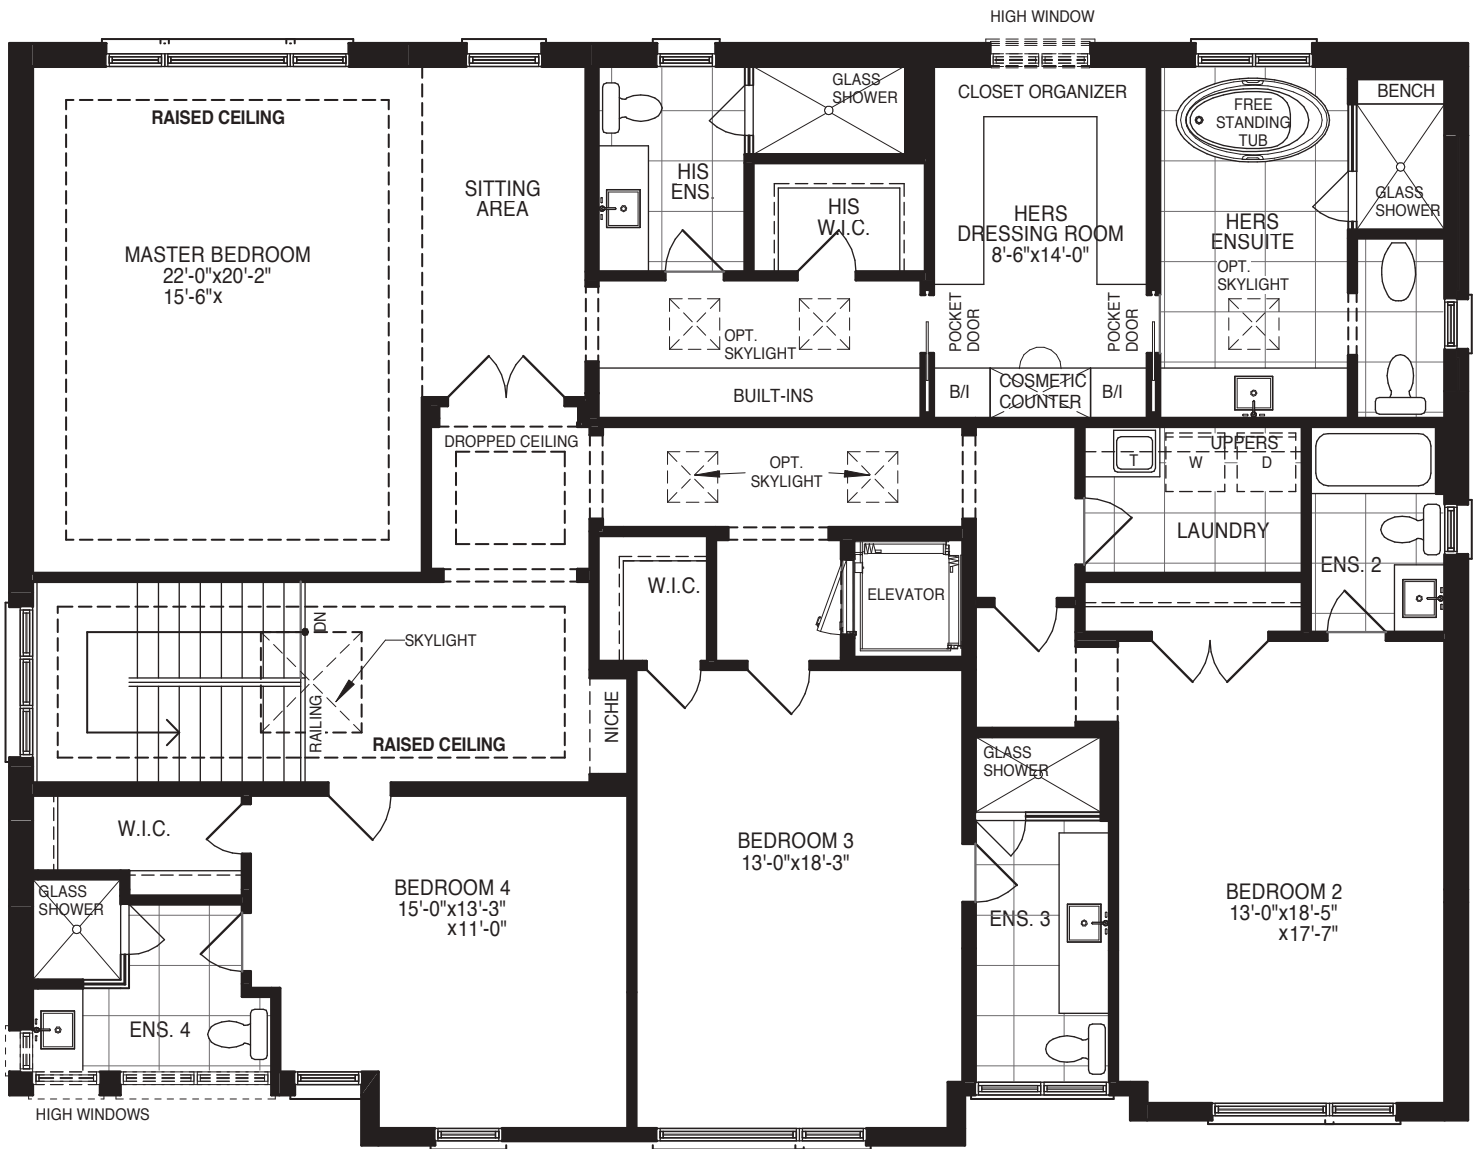 HIGH WINDOW
RAISED CEILING
SITTING
AREA
MASTER BEDROOM
22'-0"x20'-2"
15'-6"x
HIS
ENS.
GLASS
SHOWER
HIS
W.I.C.
CLOSET ORGANIZER
HERS
DRESSING ROOM
8'-6"x14'-0"
FREE
STANDING
TUB
BENCH
GLASS
SHOWER
HERS
ENSUITE
OPT.
SKYLIGHT
OPT.
SKYLIGHT
POCKET
DOOR
POCKET
DOOR
BUILT-INS
B/I
COSMETIC
COUNTER
B/I
DROPPED CEILING
OPT.
SKYLIGHT
UPPERS
T
W
D
LAUNDRY
ENS. 2
W.I.C.
ELEVATOR
DN
SKYLIGHT
RAILING
RAISED CEILING
NICHE
GLASS
SHOWER
W.I.C.
BEDROOM 3
13'-0"x18'-3"
GLASS
SHOWER
BEDROOM 4
15'-0"x13'-3"
x11'-0"
ENS. 3
BEDROOM 2
13'-0"x18'-5"
x17'-7"
ENS. 4
HIGH WINDOWS